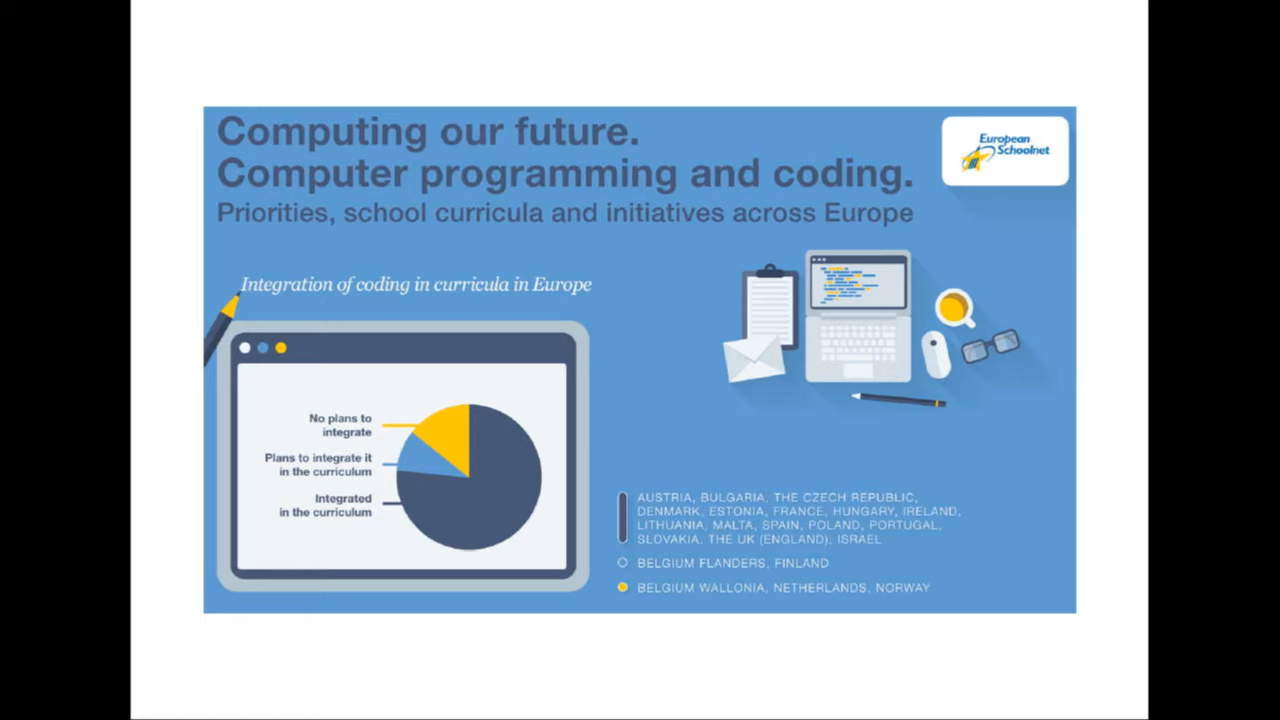 Computing our future.
Computer programming and coding.
Priorities, school curricula and initiatives across Europe
European
Schoolnet
Integration of coding in curricula in Europe
No plans to
integrate
Plans to integrate it
in the curriculum
Integrated
in the curriculum
AUSTRIA, BULGARIA, THE CZECH REPUBLIC,
DENMARK, ESTONIA, FRANCE, HUNGARY, IRELAND,
LITHUANIA, MALTA, SPAIN, POLAND, PORTUGAL,
SLOVAKIA, THE UK (ENGLAND), ISRAEL
BELGIUM FLANDERS, FINLAND
BELGIUM WALLONIA, NETHERLANDS, NORWAY